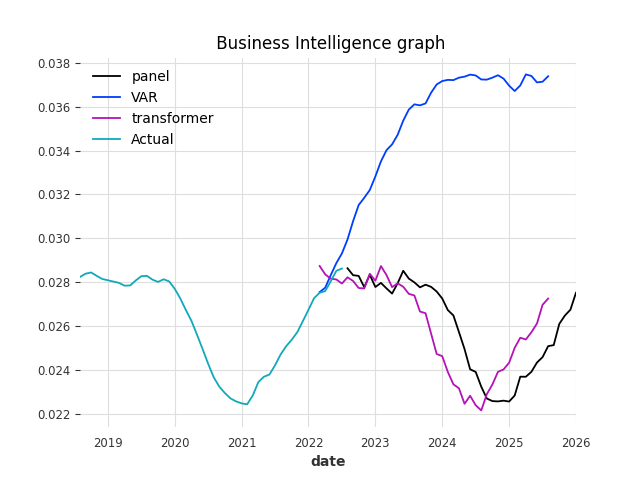 Business Intelligence graph
panel
VAR
transformer
Actual
0.038
0.036
0.034
0.032
0.030
0.028
0.026
0.024
0.022
2019 2020 2021 2022 2023 2024 2025 2026
date